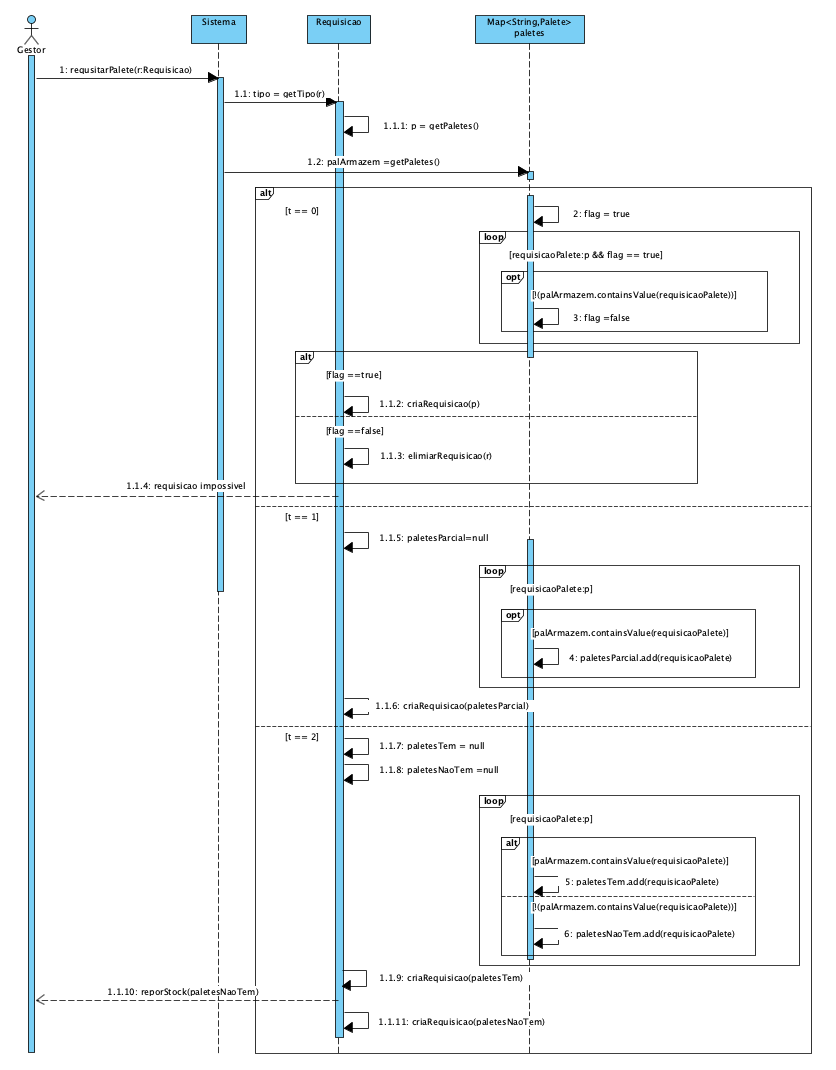 Sistema
Requisicao
Map<String,Palete>
paletes
Gestor
1: requsitarPalete(r:Requisicao)
1.1: tipo = getTipo(r)
1.1.1: p = getPaletes()
1.2: palArmazem =getPaletes()
alt
[t == 0]
2: flag = true
loop
[requisicaoPalete:p && flag == true]
opt
[!(palArmazem.containsValue(requisicaoPalete))]
3: flag =false
alt
[flag ==true]
1.1.2: criaRequisicao(p)
[flag ==false]
1.1.3: elimiarRequisicao(r)
1.1.4: requisicao impossivel
[t == 1]
1.1.5: paletesParcial=null
loop
[requisicaoPalete:p]
opt
[palArmazem.containsValue(requisicaoPalete)]
4: paletesParcial.add(requisicaoPalete)
1.1.6: criaRequisicao(paletesParcial)
[t == 2]
1.1.7: paletesTem = null
1.1.8: paletesNaoTem =null
loop
[requisicaoPalete:p]
alt
[palArmazem.containsValue(requisicaoPalete)]
5: paletesTem.add(requisicaoPalete)
[!(palArmazem.containsValue(requisicaoPalete))]
6: paletesNaoTem.add(requisicaoPalete)
1.1.9: criaRequisicao(paletesTem)
1.1.10: reporStock(paletesNaoTem)
1.1.11: criaRequisicao(paletesNaoTem)